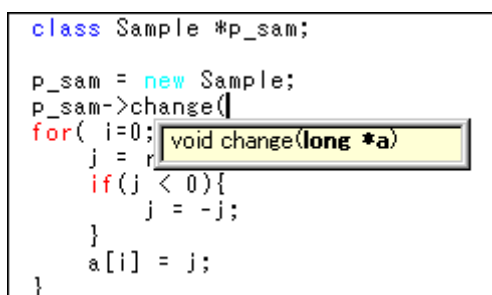 class Sample *p_sam;
p_sam = new Sample;
p_sam->change(
for( i=0;
void change(long *a)
j = r
if(j < 0){
j = -j;
}
a[i] = j;
}